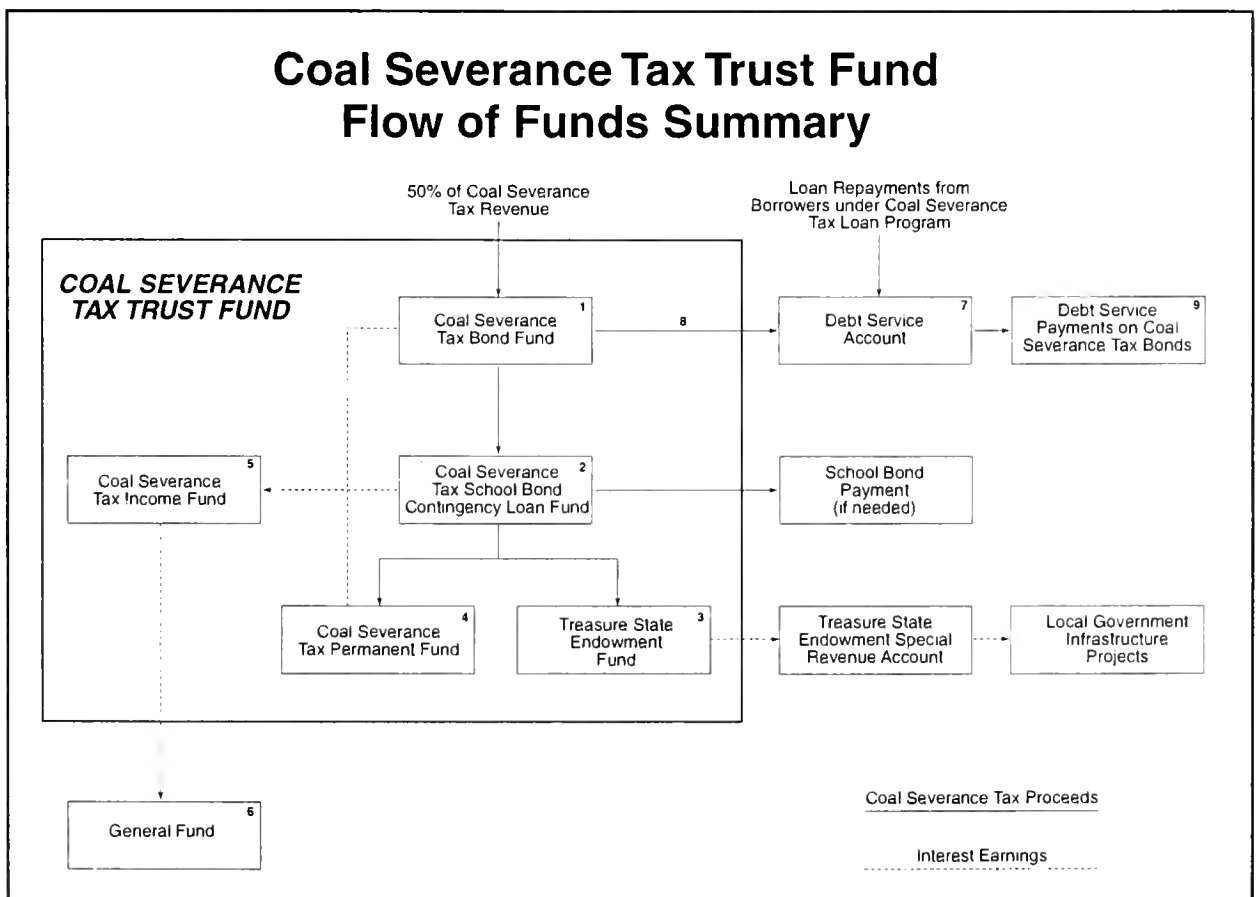 Coal Severance Tax Trust Fund
Flow of Funds Summary
50% of Coal Severance
Tax Revenue
Loan Repayments from
Borrowers under Coal Severance
Tax Loan Program
COAL SEVERANCE
TAX TRUST FUND
1
Coal Severance
Tax Bond Fund
8
7
Debt Service
Account
9
Debt Service
Payments on Coal
Severance Tax Bonds
5
Coal Severance
Tax Income Fund
2
Coal Severance
Tax School Bond
Contingency Loan Fund
School Bond
Payment
(if needed)
4
Coal Severance
Tax Permanent Fund
3
Treasure State
Endowment
Fund
Treasure State
Endowment Special
Revenue Account
Local Government
Infrastructure
Projects
6
General Fund
Coal Severance Tax Proceeds
Interest Earnings